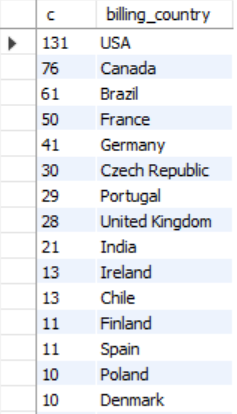 c billing_country
131 USA
76 Canada
61 Brazil
50 France
41 Germany
30 Czech Republic
29 Portugal
28 United Kingdom
21 India
13 Ireland
13 Chile
11 Finland
11 Spain
10 Poland
10 Denmark